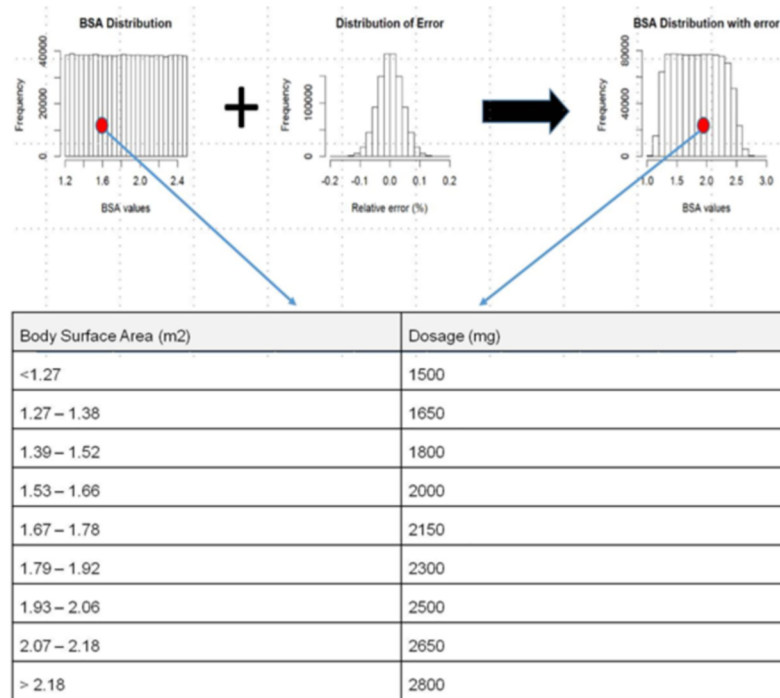 BSA Distribution
Frequency
0 20000 40000
1.2 1.6 2.0 2.4
BSA values
+
Distribution of Error
Frequency
0 100000
-0.2 -0.1 0.0 0.1 0.2
Relative error (%)
BSA Distribution with error
Frequency
0 40000 80000
1.0 1.5 2.0 2.5 3.0
BSA values
Body Surface Area (m2) Dosage (mg)
<1.27 1500
1.27 – 1.38 1650
1.39 – 1.52 1800
1.53 – 1.66 2000
1.67 – 1.78 2150
1.79 – 1.92 2300
1.93 – 2.06 2500
2.07 – 2.18 2650
> 2.18 2800